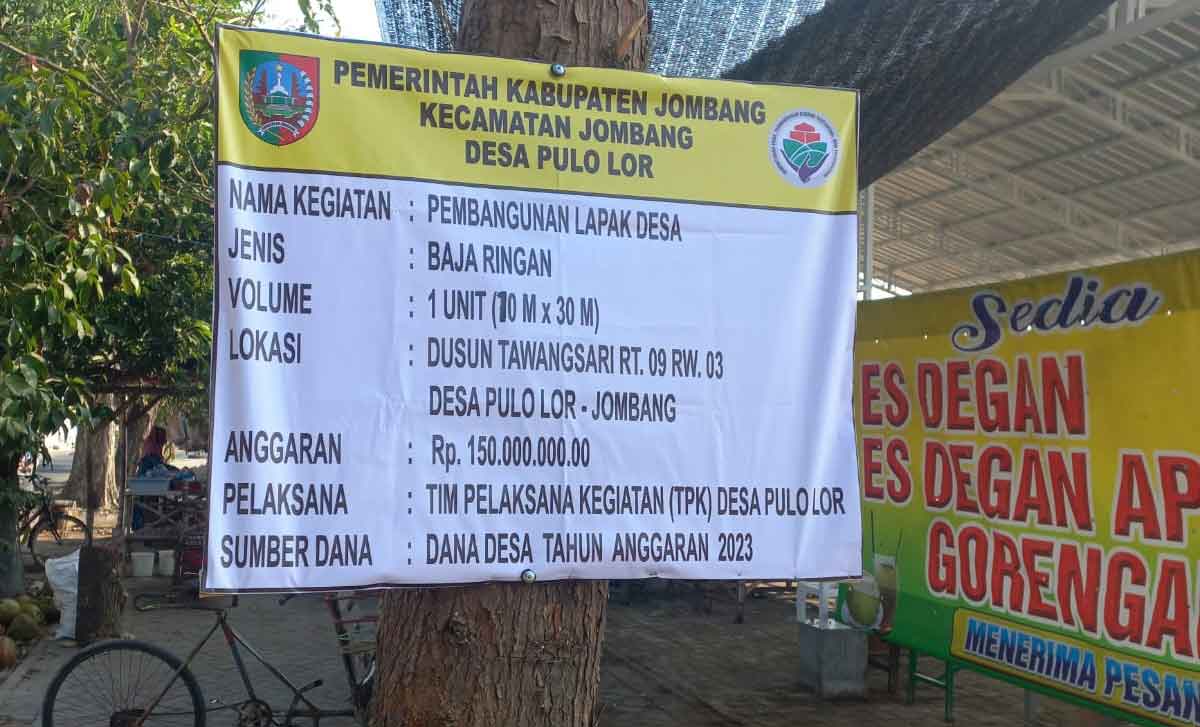 PEMERINTAH KABUPATEN JOMBANG
KECAMATAN JOMBANG
DESA PULO LOR
NAMA KEGIATAN : PEMBANGUNAN LAPAK DESA
JENIS : BAJA RINGAN
VOLUME : 1 UNIT (10 M x 30 M)
LOKASI : DUSUN TAWANGSARI RT. 09 RW. 03
DESA PULO LOR - JOMBANG
ANGGARAN : Rp. 150.000.000.00
PELAKSANA : TIM PELAKSANA KEGIATAN (TPK) DESA PULO LOR
SUMBER DANA : DANA DESA TAHUN ANGGARAN 2023
Sedia
ES DEGAN
ES DEGAN AP
GORENGA
MENERIMA PESAN